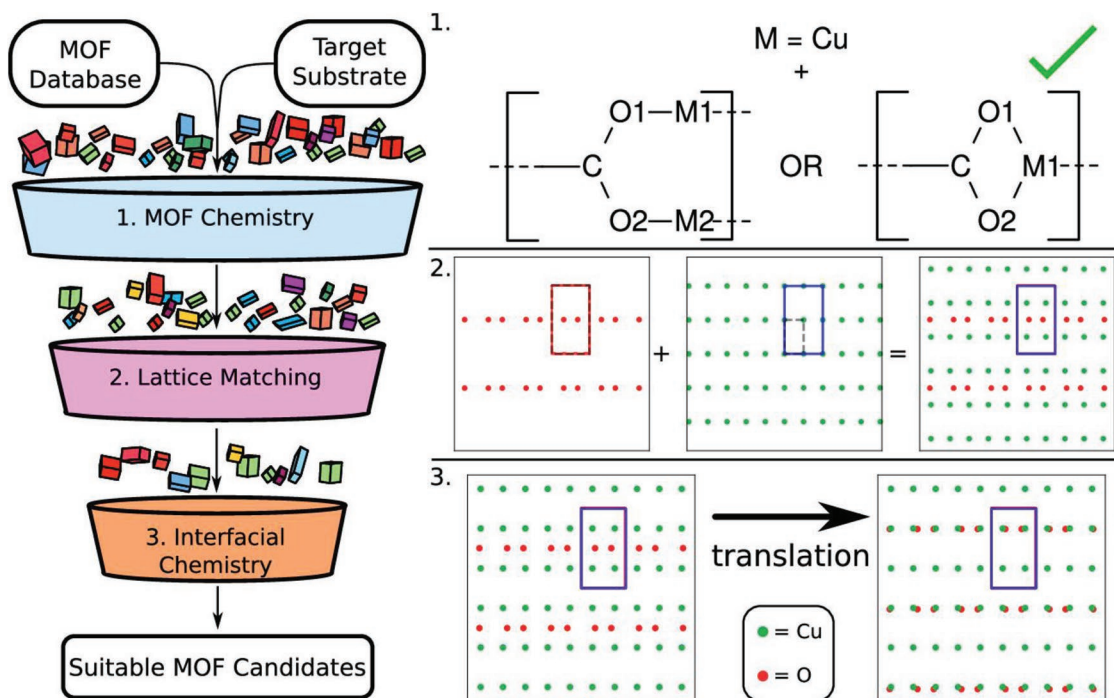 MOF
Database
Target
Substrate
1. MOF Chemistry
2. Lattice Matching
3. Interfacial
Chemistry
Suitable MOF Candidates
1.
M = Cu
+
O1—M1
C
O2—M2
OR
O1
C M1
O2
2.
+ =
3.
translation
= Cu
= O